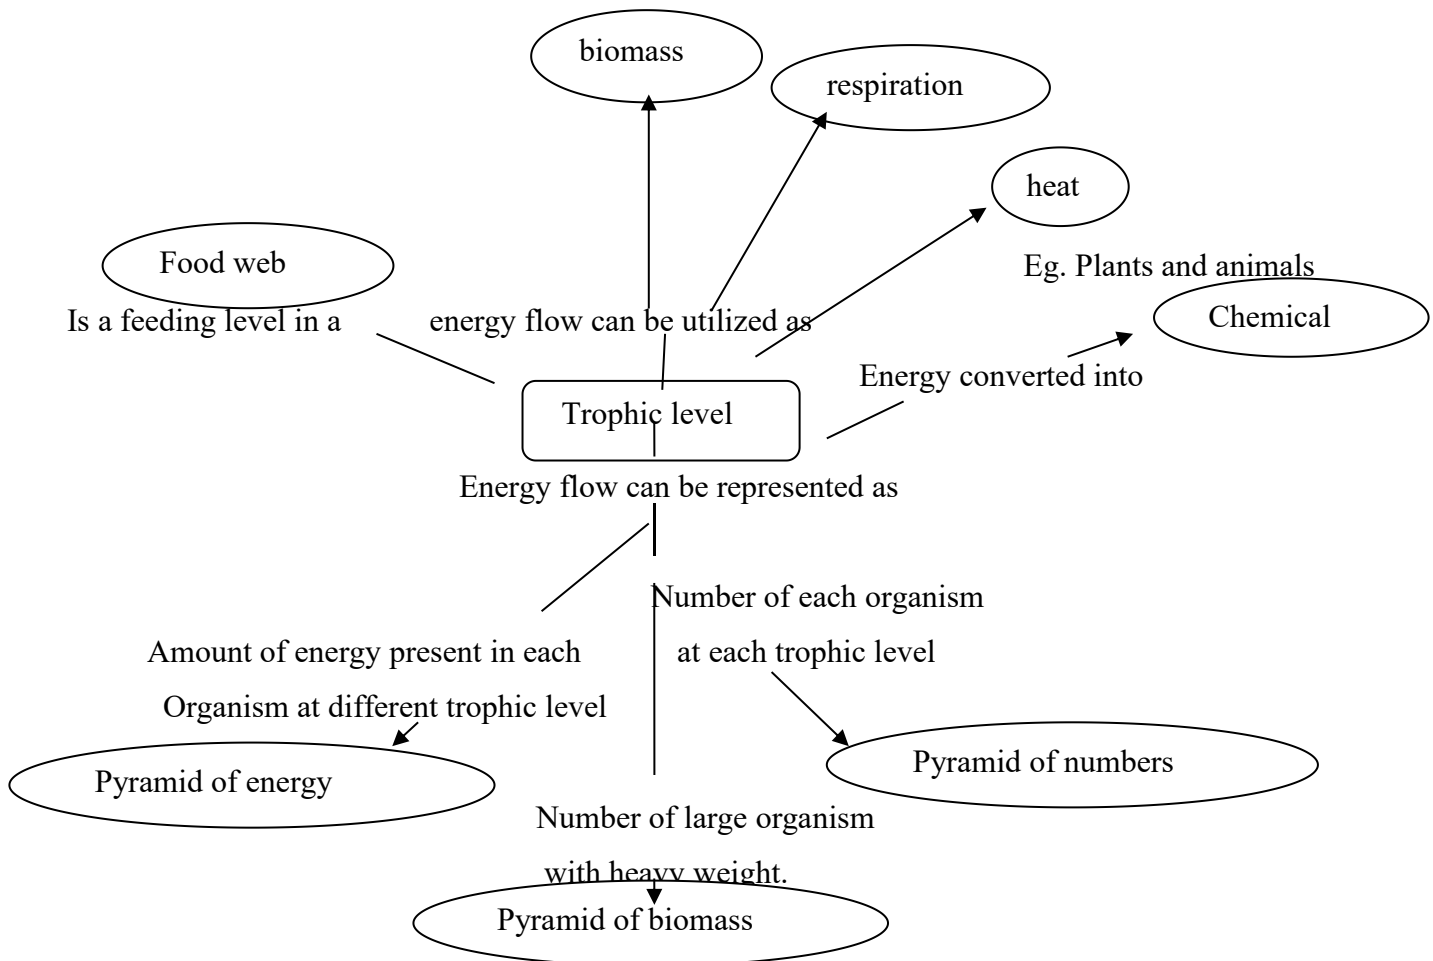 biomass
respiration
heat
Food web
Eg. Plants and animals
Is a feeding level in a
energy flow can be utilized as
Chemical
Energy converted into
Trophic level
Energy flow can be represented as
Number of each organism
at each trophic level
Amount of energy present in each
Organism at different trophic level
Pyramid of energy
Pyramid of numbers
Number of large organism
with heavy weight.
Pyramid of biomass